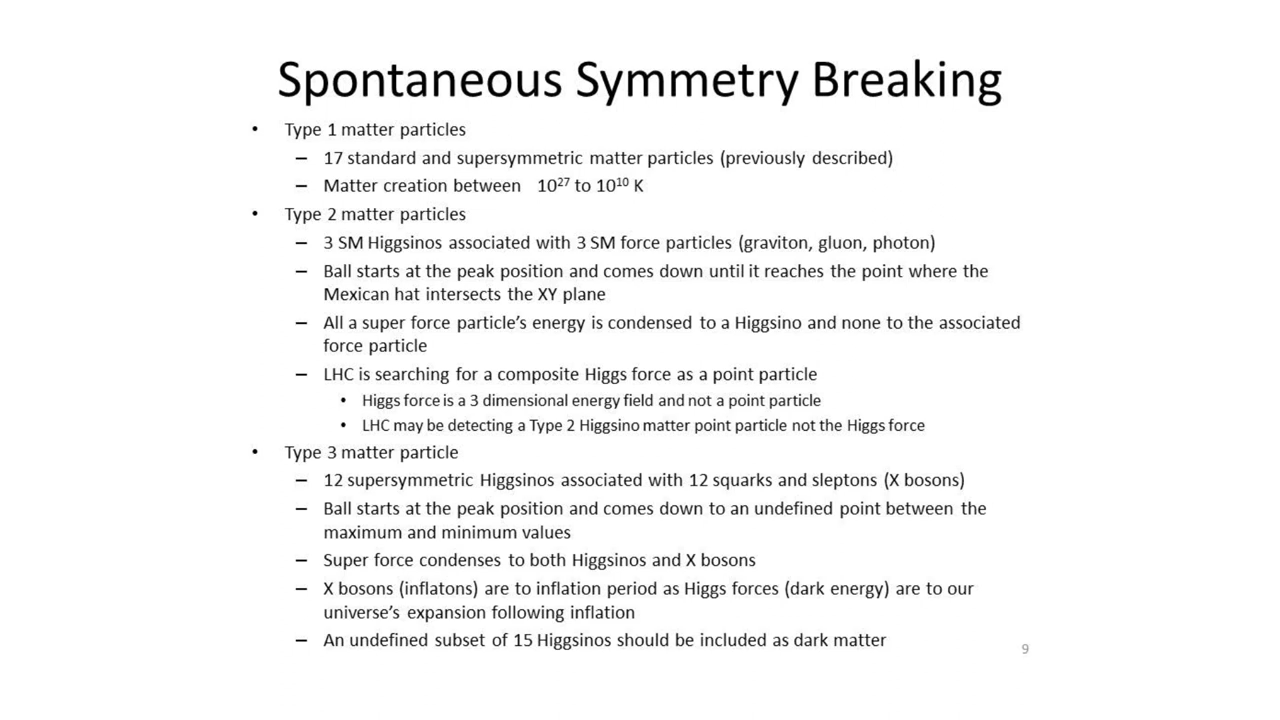 Spontaneous Symmetry Breaking
• Type 1 matter particles
– 17 standard and supersymmetric matter particles (previously described)
– Matter creation between 10²⁷ to 10¹⁰ K
• Type 2 matter particles
– 3 SM Higgsinos associated with 3 SM force particles (graviton, gluon, photon)
– Ball starts at the peak position and comes down until it reaches the point where the
Mexican hat intersects the XY plane
– All a super force particle's energy is condensed to a Higgsino and none to the associated
force particle
– LHC is searching for a composite Higgs force as a point particle
• Higgs force is a 3 dimensional energy field and not a point particle
• LHC may be detecting a Type 2 Higgsino matter point particle not the Higgs force
• Type 3 matter particle
– 12 supersymmetric Higgsinos associated with 12 squarks and sleptons (X bosons)
– Ball starts at the peak position and comes down to an undefined point between the
maximum and minimum values
– Super force condenses to both Higgsinos and X bosons
– X bosons (inflatons) are to inflation period as Higgs forces (dark energy) are to our
universe's expansion following inflation
– An undefined subset of 15 Higgsinos should be included as dark matter
9